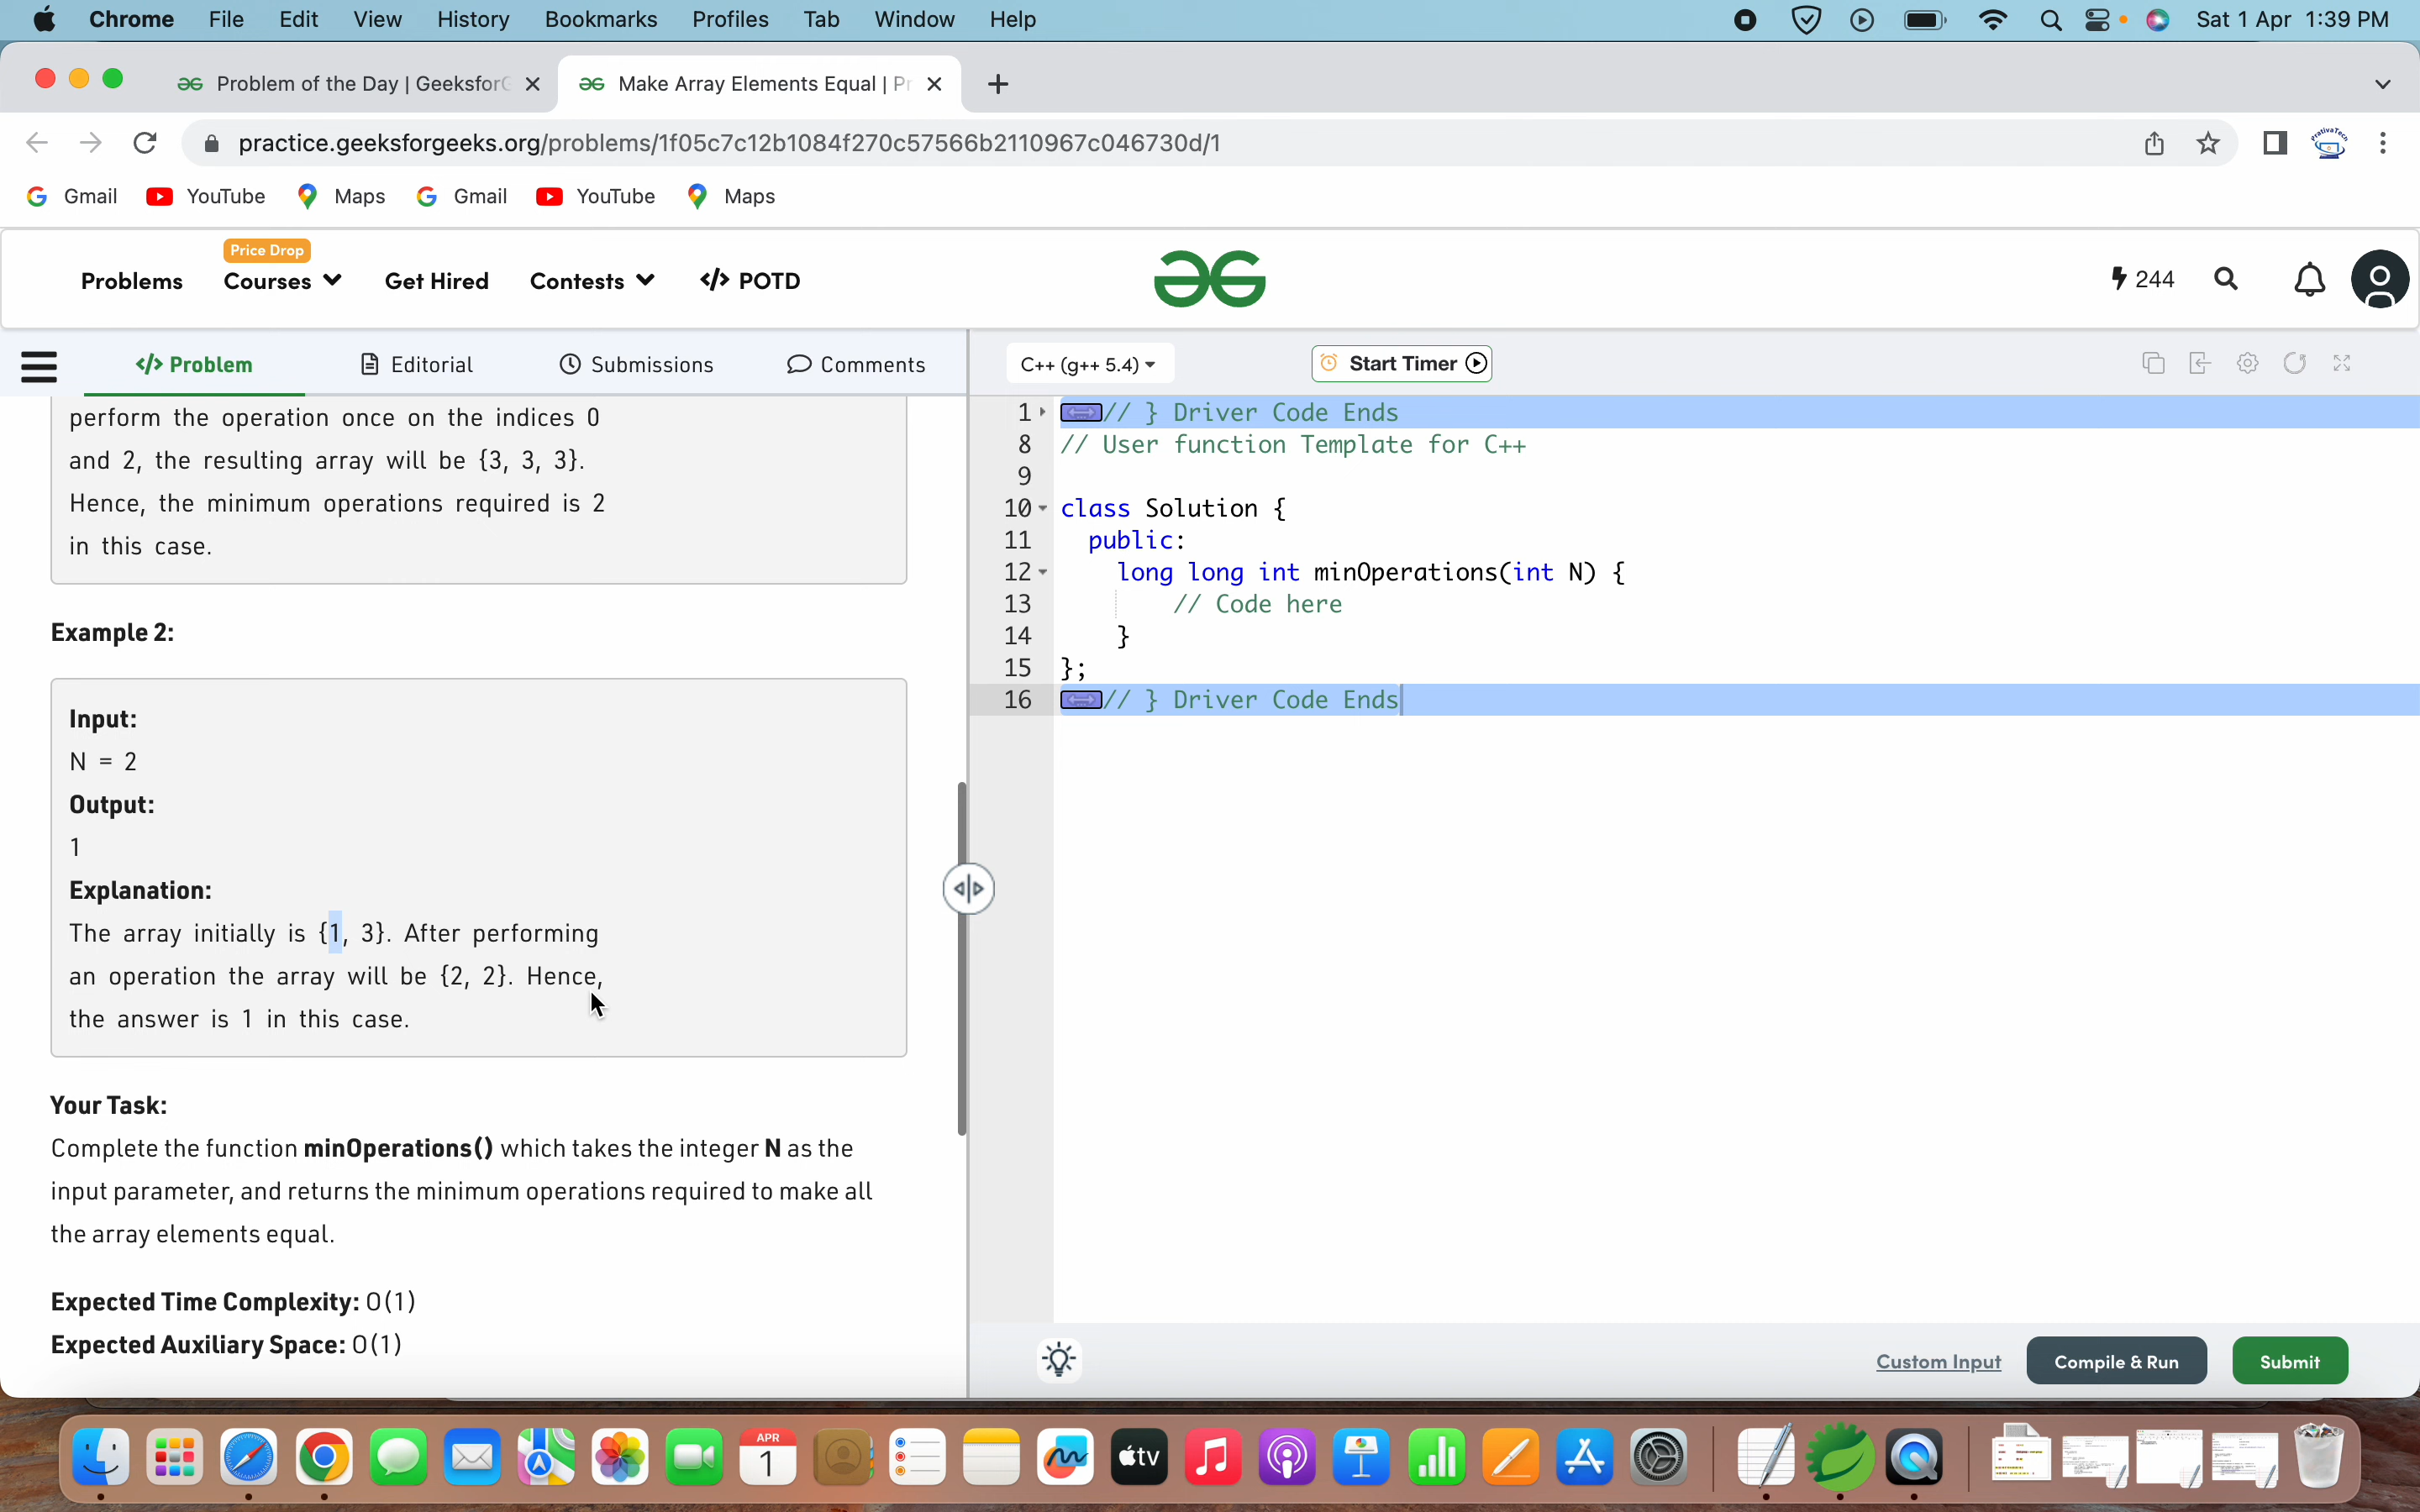 Chrome File Edit View History Bookmarks Profiles Tab Window Help Sat 1 Apr 1:39 PM
Problem of the Day | Geeksfor Make Array Elements Equal | Pr
practice.geeksforgeeks.org/problems/1f05c7c12b1084f270c57566b2110967c046730d/1
Gmail YouTube Maps Gmail YouTube Maps
Price Drop
Problems Courses Get Hired Contests </> POTD 244
</> Problem Editorial Submissions Comments C++ (g++ 5.4) Start Timer
perform the operation once on the indices 0
and 2, the resulting array will be {3, 3, 3}.
Hence, the minimum operations required is 2
in this case.
Example 2:
Input:
N = 2
Output:
1
Explanation:
The array initially is {1, 3}. After performing
an operation the array will be {2, 2}. Hence,
the answer is 1 in this case.
Your Task:
Complete the function minOperations() which takes the integer N as the
input parameter, and returns the minimum operations required to make all
the array elements equal.
Expected Time Complexity: O(1)
Expected Auxiliary Space: O(1)
1 // } Driver Code Ends
8 // User function Template for C++
9
10 class Solution {
11 public:
12 long long int minOperations(int N) {
13 // Code here
14 }
15 };
16 // } Driver Code Ends
Custom Input Compile & Run Submit
APR
1
tv